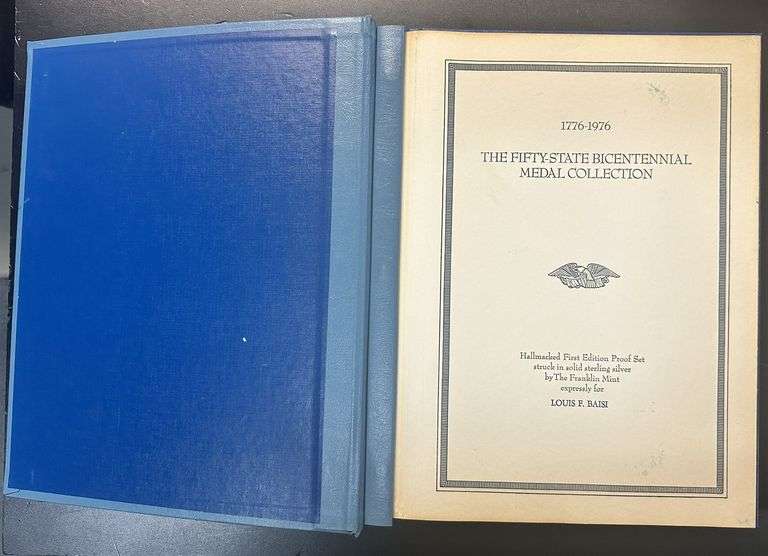 1776-1976
THE FIFTY-STATE BICENTENNIAL
MEDAL COLLECTION
Hallmarked First Edition Proof Set
struck in solid sterling silver
by The Franklin Mint
expressly for
LOUIS F. BAISI